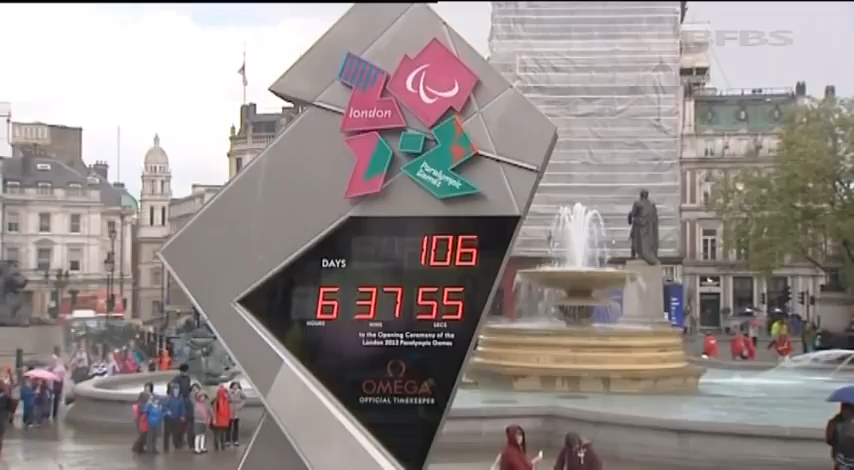 BFBS
london
Paralympic
Games
DAYS 106
6 37 55
HOURS MINS SECS
to the Opening Ceremony of the
London 2012 Paralympic Games
Ω
OMEGA
OFFICIAL TIMEKEEPER